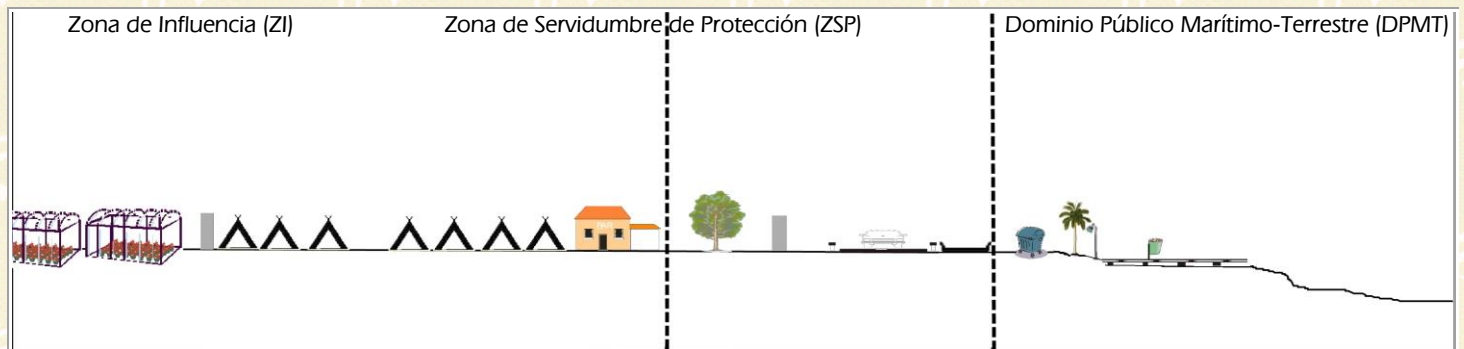 Zona de Influencia (ZI)
Zona de Servidumbre de Protección (ZSP)
Dominio Público Marítimo-Terrestre (DPMT)